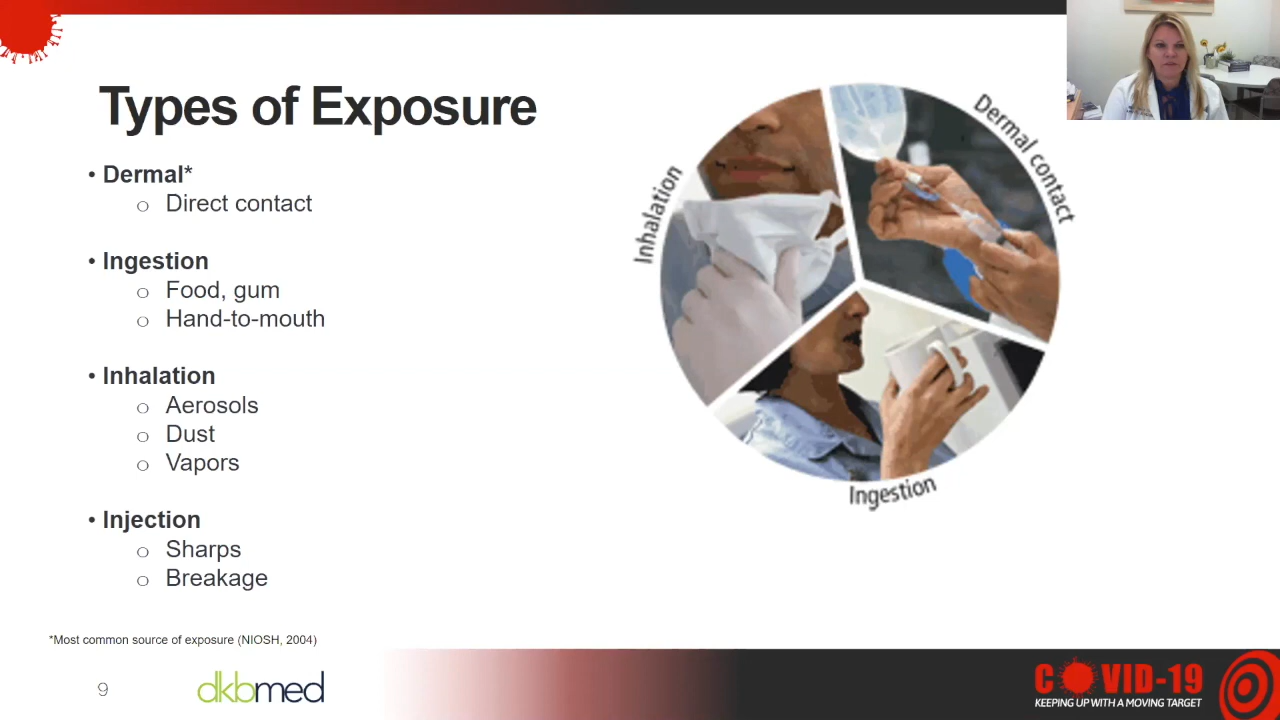 Types of Exposure
• Dermal*
o Direct contact
• Ingestion
o Food, gum
o Hand-to-mouth
• Inhalation
o Aerosols
o Dust
o Vapors
• Injection
o Sharps
o Breakage
*Most common source of exposure (NIOSH, 2004)
Inhalation
Dermal contact
Ingestion
9
dkbmed
COVID-19
KEEPING UP WITH A MOVING TARGET